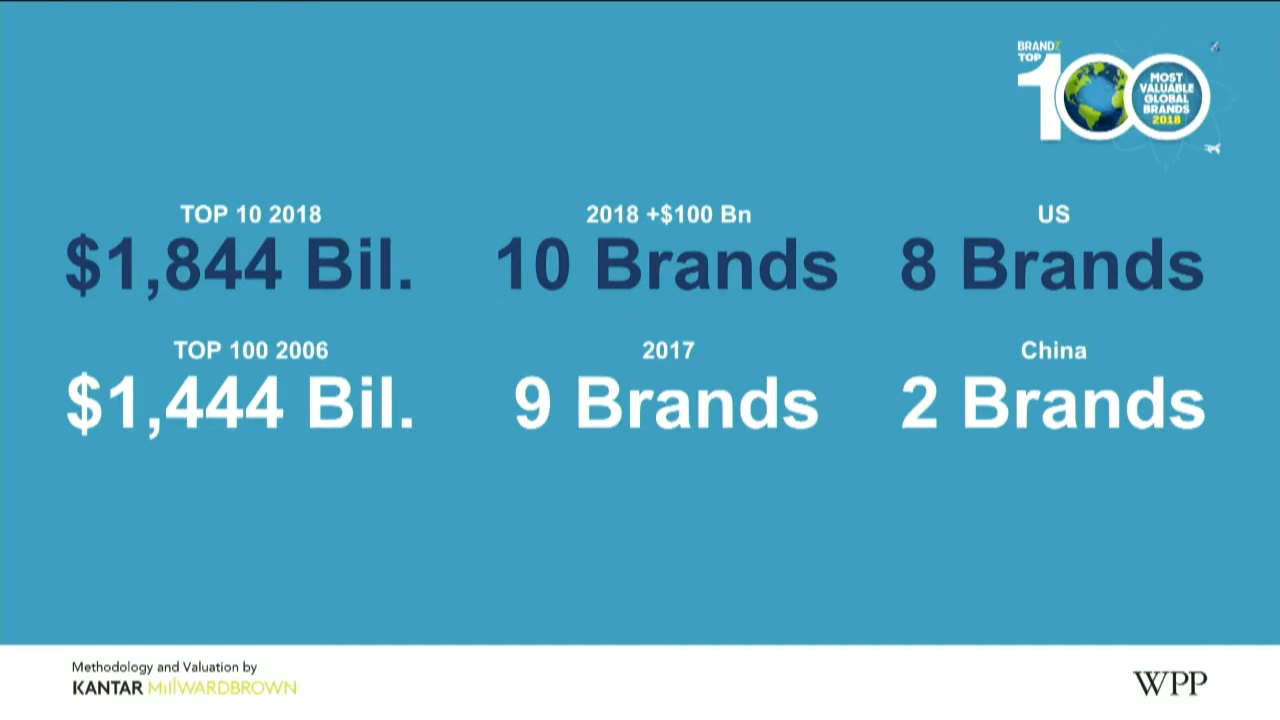 BRANDZ
TOP
100
MOST
VALUABLE
GLOBAL
BRANDS
2018
TOP 10 2018
$1,844 Bil.
2018 +$100 Bn
10 Brands
US
8 Brands
TOP 100 2006
$1,444 Bil.
2017
9 Brands
China
2 Brands
Methodology and Valuation by
KANTAR MillWARDBROWN
WPP